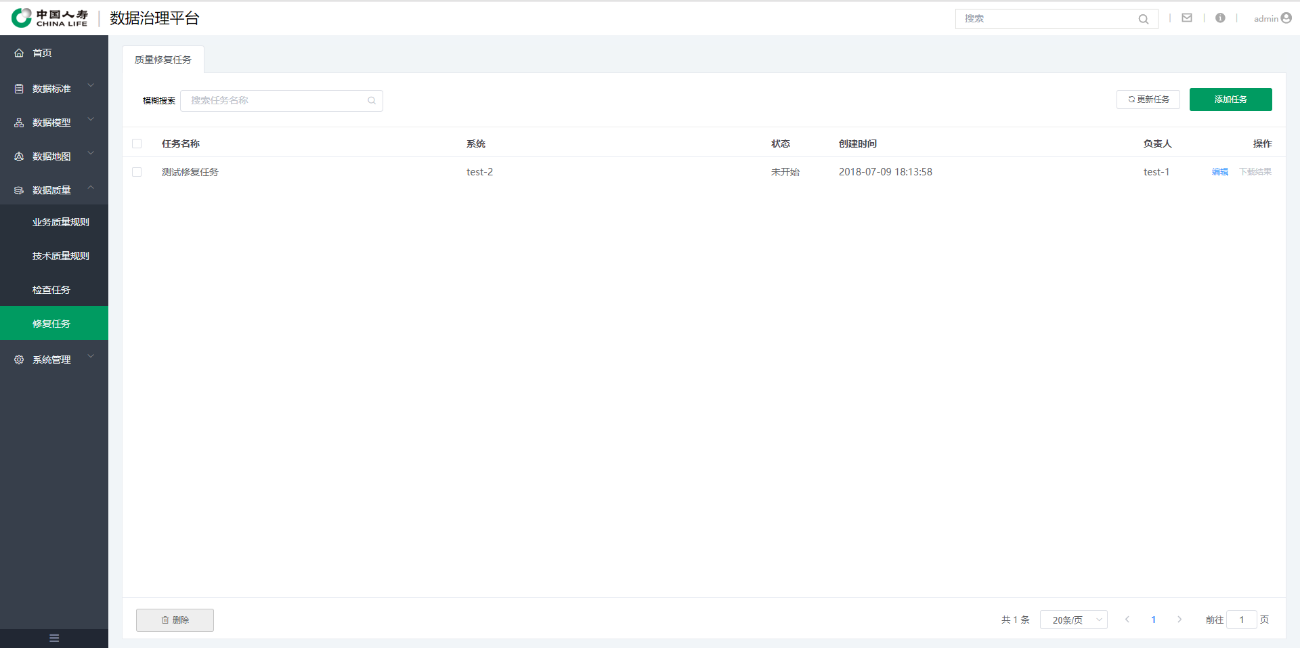 中国人寿 CHINA LIFE 数据治理平台 搜索 admin
首页
数据标准
数据模型
数据地图
数据质量
业务质量规则
技术质量规则
检查任务
修复任务
系统管理
质量修复任务
模糊搜索 搜索任务名称 更新任务 添加任务
任务名称 系统 状态 创建时间 负责人 操作
测试修复任务 test-2 未开始 2018-07-09 18:13:58 test-1 编辑 下载结果
删除 共 1 条 20条/页 1 前往 1 页